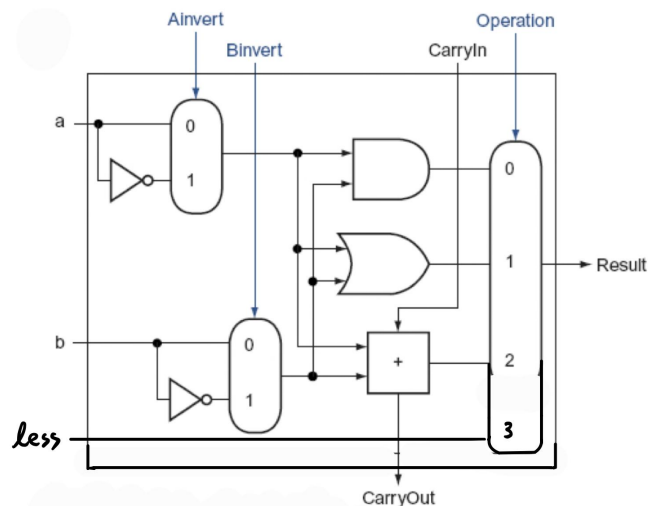 Ainvert
Operation
Binvert
CarryIn
a
0
1
0
1
Result
b
0
1
+
2
3
less
CarryOut